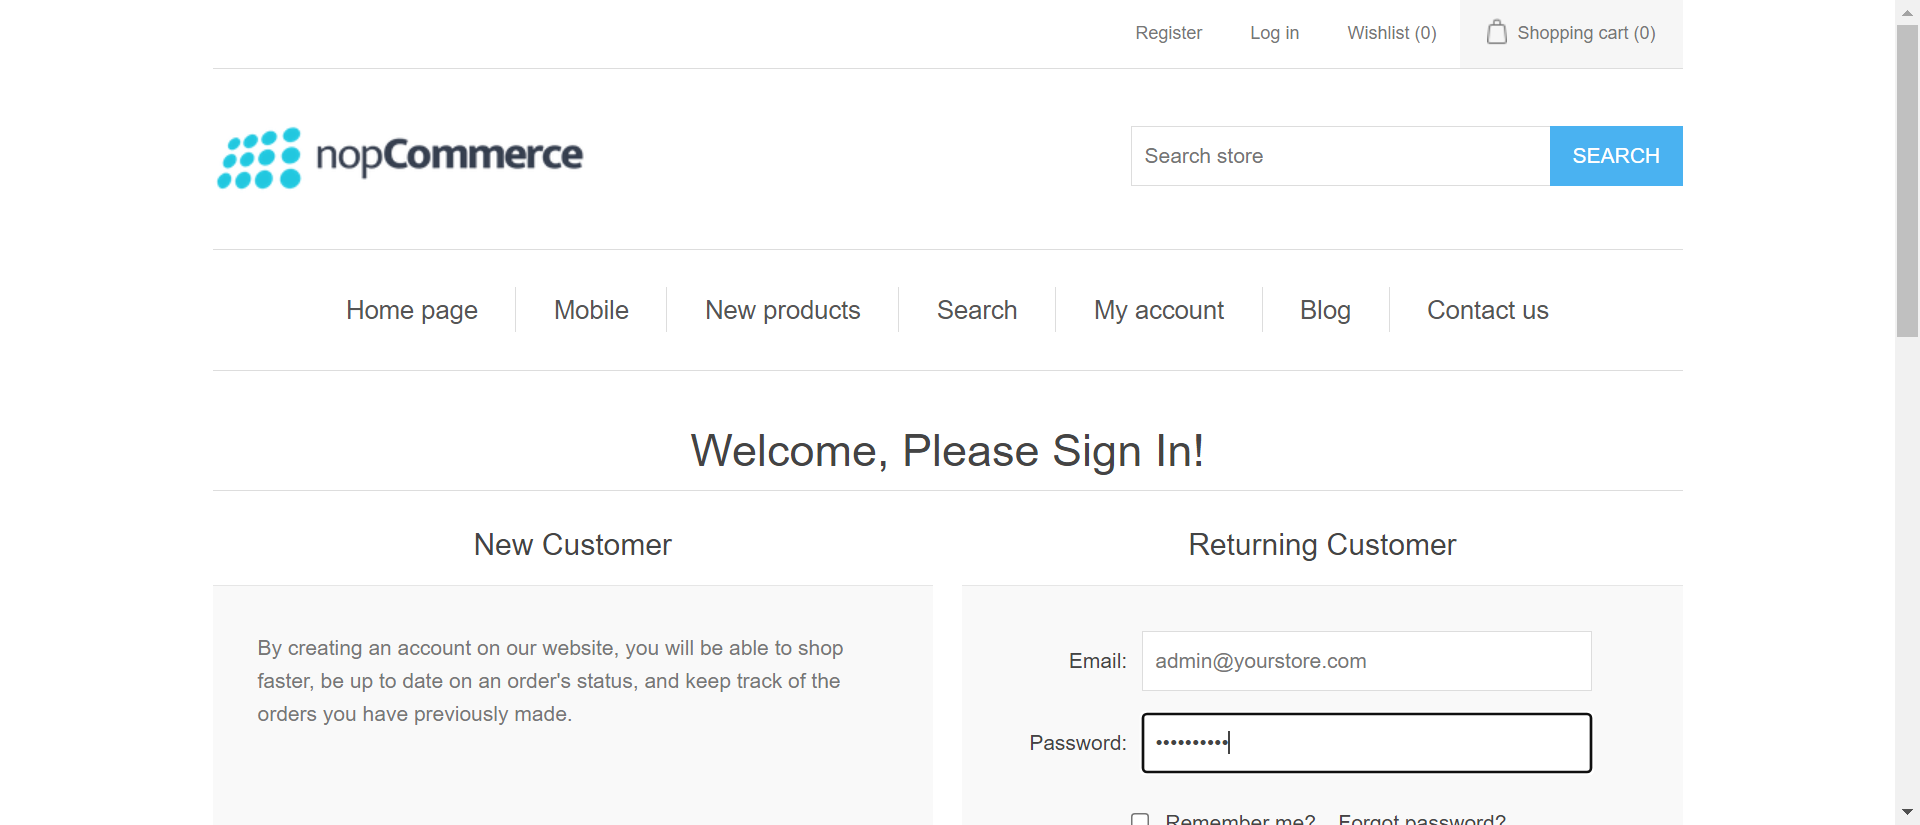 Register Log in Wishlist (0) Shopping cart (0)
nopCommerce
Search store SEARCH
Home page Mobile New products Search My account Blog Contact us
Welcome, Please Sign In!
New Customer
By creating an account on our website, you will be able to shop
faster, be up to date on an order's status, and keep track of the
orders you have previously made.
Returning Customer
Email: admin@yourstore.com
Password: ••••••••••
Remember me? Forgot password?